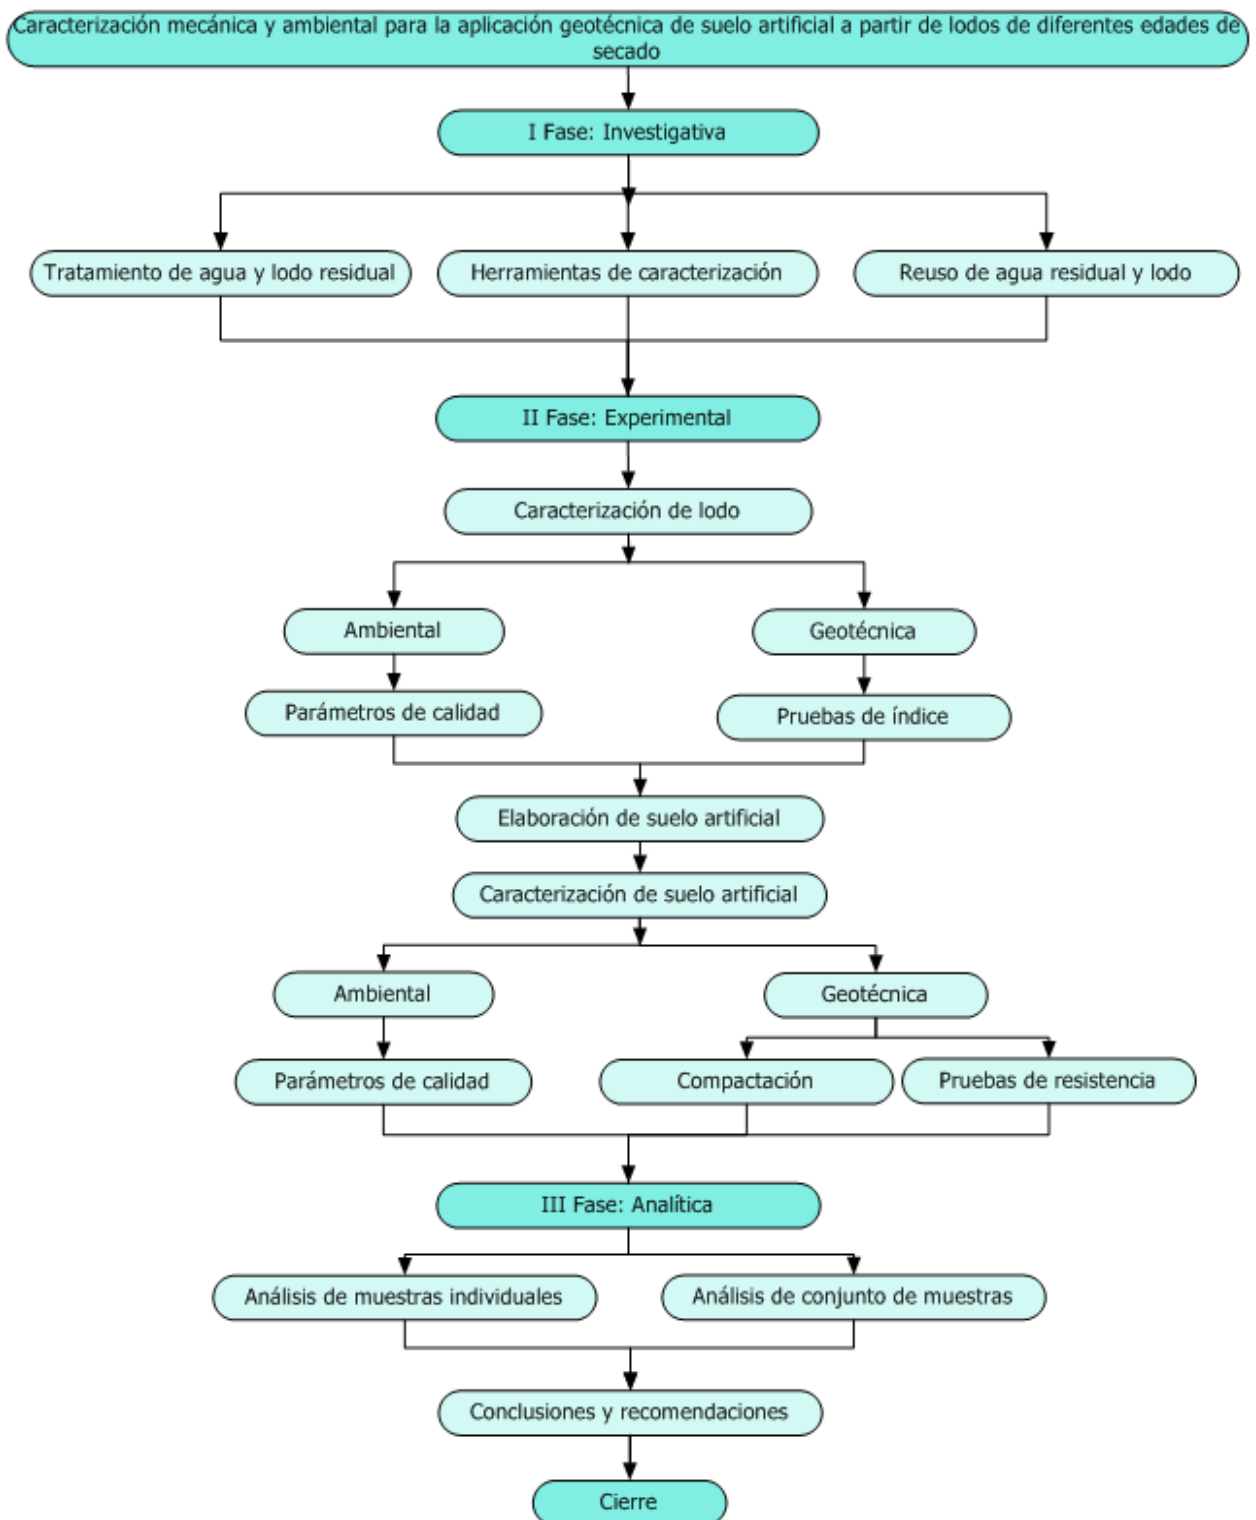 Caracterización mecánica y ambiental para la aplicación geotécnica de suelo artificial a partir de lodos de diferentes edades de
secado
I Fase: Investigativa
Tratamiento de agua y lodo residual
Herramientas de caracterización
Reuso de agua residual y lodo
II Fase: Experimental
Caracterización de lodo
Ambiental
Geotécnica
Parámetros de calidad
Pruebas de índice
Elaboración de suelo artificial
Caracterización de suelo artificial
Ambiental
Geotécnica
Parámetros de calidad
Compactación
Pruebas de resistencia
III Fase: Analítica
Análisis de muestras individuales
Análisis de conjunto de muestras
Conclusiones y recomendaciones
Cierre